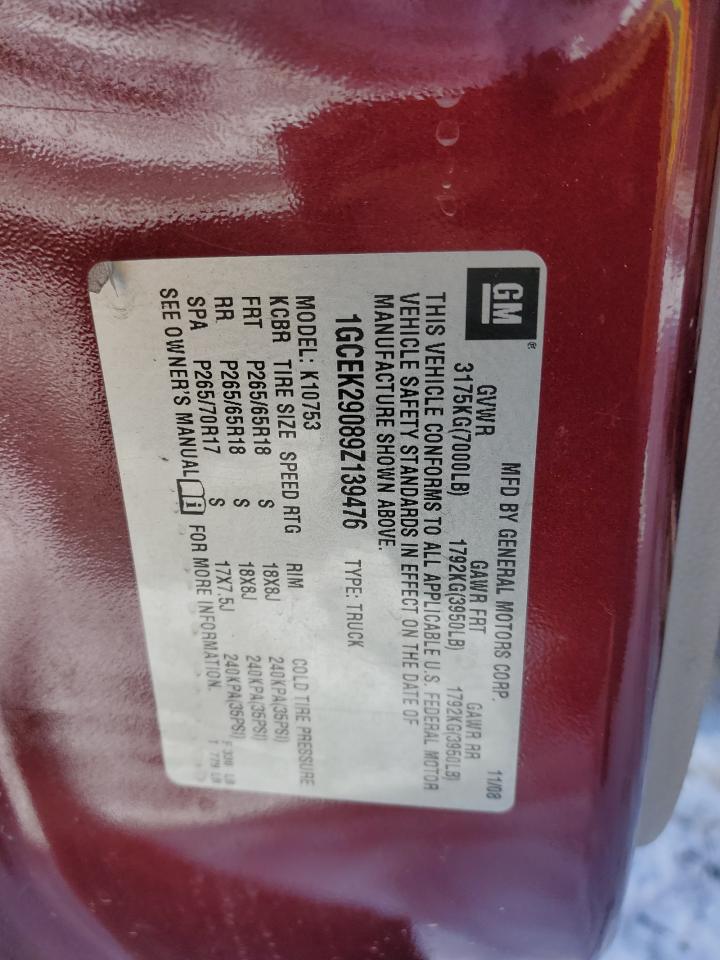 GM®
MFD BY GENERAL MOTORS CORP. 11/08
GVWR GAWR FRT GAWR RR
3175KG(7000LB) 1792KG(3950LB) 1792KG(3950LB)
THIS VEHICLE CONFORMS TO ALL APPLICABLE U.S. FEDERAL MOTOR
VEHICLE SAFETY STANDARDS IN EFFECT ON THE DATE OF
MANUFACTURE SHOWN ABOVE.
1GCEK29089Z139476 TYPE: TRUCK
MODEL: K10753
KCBR TIRE SIZE SPEED RTG RIM COLD TIRE PRESSURE
FRT P265/65R18 S 18X8J 240KPA(35PSI)
RR P265/65R18 S 18X8J 240KPA(35PSI)
SPA P265/70R17 S 17X7.5J 240KPA(35PSI)
SEE OWNER'S MANUAL FOR MORE INFORMATION.